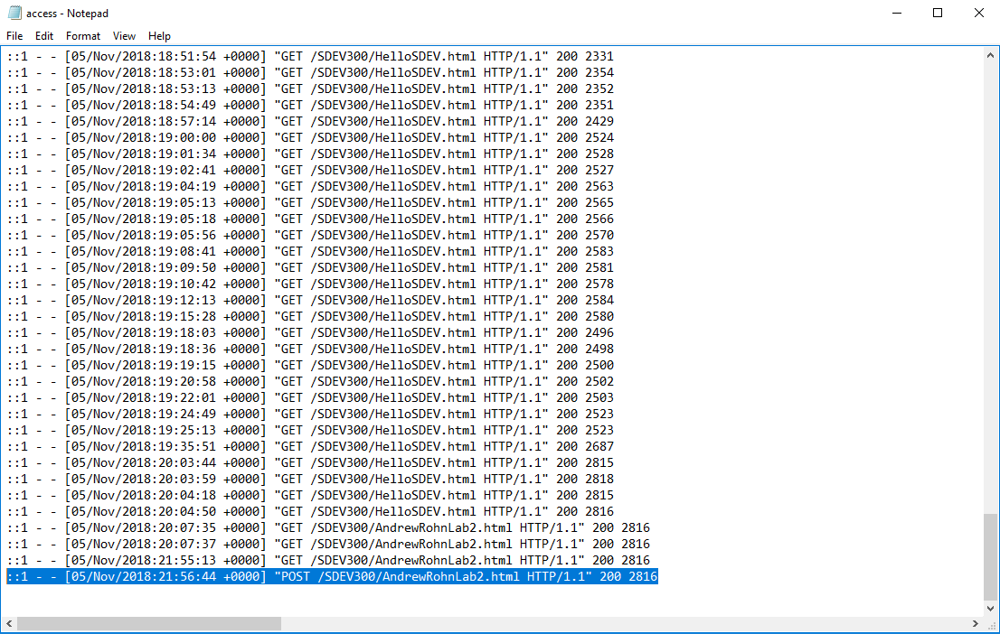 access - Notepad
File Edit Format View Help
::1 - - [05/Nov/2018:18:51:54 +0000] "GET /SDEV300/HelloSDEV.html HTTP/1.1" 200 2331
::1 - - [05/Nov/2018:18:53:01 +0000] "GET /SDEV300/HelloSDEV.html HTTP/1.1" 200 2354
::1 - - [05/Nov/2018:18:53:13 +0000] "GET /SDEV300/HelloSDEV.html HTTP/1.1" 200 2352
::1 - - [05/Nov/2018:18:54:49 +0000] "GET /SDEV300/HelloSDEV.html HTTP/1.1" 200 2351
::1 - - [05/Nov/2018:18:57:14 +0000] "GET /SDEV300/HelloSDEV.html HTTP/1.1" 200 2429
::1 - - [05/Nov/2018:19:00:00 +0000] "GET /SDEV300/HelloSDEV.html HTTP/1.1" 200 2524
::1 - - [05/Nov/2018:19:01:34 +0000] "GET /SDEV300/HelloSDEV.html HTTP/1.1" 200 2528
::1 - - [05/Nov/2018:19:02:41 +0000] "GET /SDEV300/HelloSDEV.html HTTP/1.1" 200 2527
::1 - - [05/Nov/2018:19:04:19 +0000] "GET /SDEV300/HelloSDEV.html HTTP/1.1" 200 2563
::1 - - [05/Nov/2018:19:05:13 +0000] "GET /SDEV300/HelloSDEV.html HTTP/1.1" 200 2565
::1 - - [05/Nov/2018:19:05:18 +0000] "GET /SDEV300/HelloSDEV.html HTTP/1.1" 200 2566
::1 - - [05/Nov/2018:19:05:56 +0000] "GET /SDEV300/HelloSDEV.html HTTP/1.1" 200 2570
::1 - - [05/Nov/2018:19:08:41 +0000] "GET /SDEV300/HelloSDEV.html HTTP/1.1" 200 2583
::1 - - [05/Nov/2018:19:09:50 +0000] "GET /SDEV300/HelloSDEV.html HTTP/1.1" 200 2581
::1 - - [05/Nov/2018:19:10:42 +0000] "GET /SDEV300/HelloSDEV.html HTTP/1.1" 200 2578
::1 - - [05/Nov/2018:19:12:13 +0000] "GET /SDEV300/HelloSDEV.html HTTP/1.1" 200 2584
::1 - - [05/Nov/2018:19:15:28 +0000] "GET /SDEV300/HelloSDEV.html HTTP/1.1" 200 2580
::1 - - [05/Nov/2018:19:18:03 +0000] "GET /SDEV300/HelloSDEV.html HTTP/1.1" 200 2496
::1 - - [05/Nov/2018:19:18:36 +0000] "GET /SDEV300/HelloSDEV.html HTTP/1.1" 200 2498
::1 - - [05/Nov/2018:19:19:15 +0000] "GET /SDEV300/HelloSDEV.html HTTP/1.1" 200 2500
::1 - - [05/Nov/2018:19:20:58 +0000] "GET /SDEV300/HelloSDEV.html HTTP/1.1" 200 2502
::1 - - [05/Nov/2018:19:22:01 +0000] "GET /SDEV300/HelloSDEV.html HTTP/1.1" 200 2503
::1 - - [05/Nov/2018:19:24:49 +0000] "GET /SDEV300/HelloSDEV.html HTTP/1.1" 200 2523
::1 - - [05/Nov/2018:19:25:13 +0000] "GET /SDEV300/HelloSDEV.html HTTP/1.1" 200 2523
::1 - - [05/Nov/2018:19:35:51 +0000] "GET /SDEV300/HelloSDEV.html HTTP/1.1" 200 2687
::1 - - [05/Nov/2018:20:03:44 +0000] "GET /SDEV300/HelloSDEV.html HTTP/1.1" 200 2815
::1 - - [05/Nov/2018:20:03:59 +0000] "GET /SDEV300/HelloSDEV.html HTTP/1.1" 200 2818
::1 - - [05/Nov/2018:20:04:18 +0000] "GET /SDEV300/HelloSDEV.html HTTP/1.1" 200 2815
::1 - - [05/Nov/2018:20:04:50 +0000] "GET /SDEV300/HelloSDEV.html HTTP/1.1" 200 2816
::1 - - [05/Nov/2018:20:07:35 +0000] "GET /SDEV300/AndrewRohnLab2.html HTTP/1.1" 200 2816
::1 - - [05/Nov/2018:20:07:37 +0000] "GET /SDEV300/AndrewRohnLab2.html HTTP/1.1" 200 2816
::1 - - [05/Nov/2018:21:55:13 +0000] "GET /SDEV300/AndrewRohnLab2.html HTTP/1.1" 200 2816
::1 - - [05/Nov/2018:21:56:44 +0000] "POST /SDEV300/AndrewRohnLab2.html HTTP/1.1" 200 2816